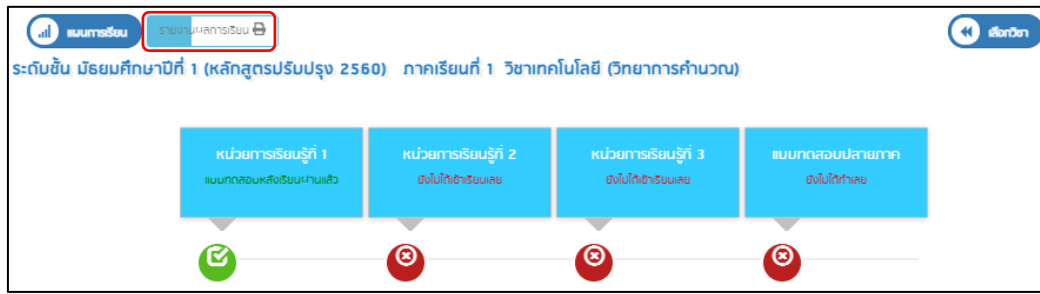 แผนการเรียน
รายงานผลการเรียน
เลือกวิชา
ระดับชั้น มัธยมศึกษาปีที่ 1 (หลักสูตรปรับปรุง 2560) ภาคเรียนที่ 1 วิชาเทคโนโลยี (วิทยาการคำนวณ)
หน่วยการเรียนรู้ที่ 1
แบบทดสอบหลังเรียนผ่านแล้ว
หน่วยการเรียนรู้ที่ 2
ยังไม่ได้เข้าเรียนเลย
หน่วยการเรียนรู้ที่ 3
ยังไม่ได้เข้าเรียนเลย
แบบทดสอบปลายภาค
ยังไม่ได้ทำเลย